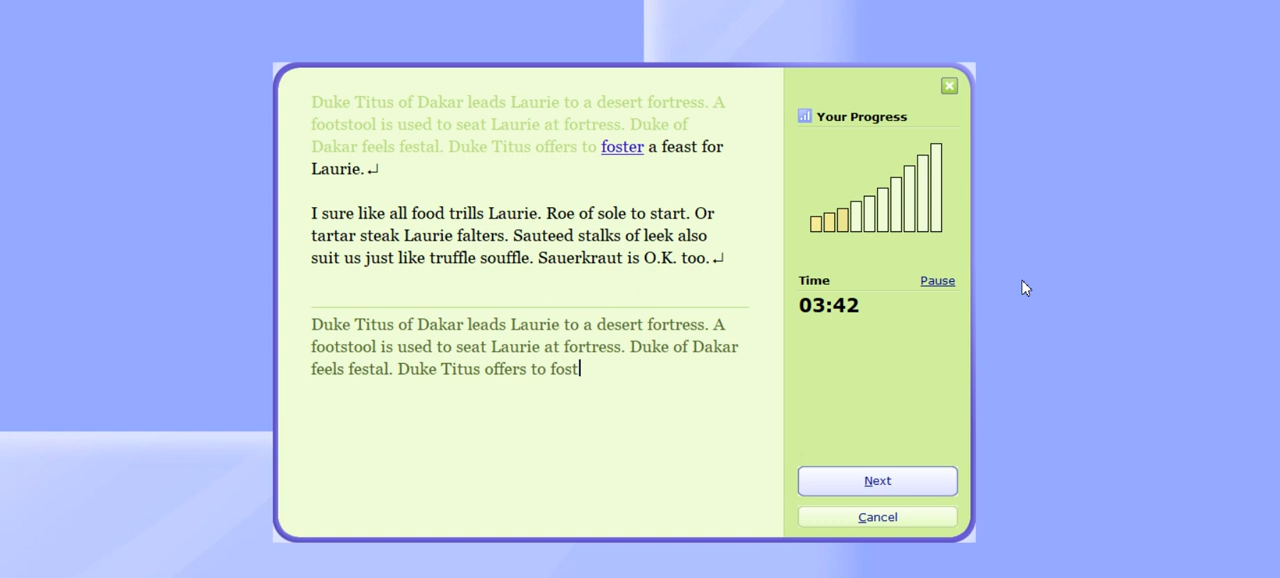 Duke Titus of Dakar leads Laurie to a desert fortress. A
footstool is used to seat Laurie at fortress. Duke of
Dakar feels festal. Duke Titus offers to foster a feast for
Laurie.↵
I sure like all food trills Laurie. Roe of sole to start. Or
tartar steak Laurie falters. Sauteed stalks of leek also
suit us just like truffle souffle. Sauerkraut is O.K. too.↵
Duke Titus of Dakar leads Laurie to a desert fortress. A
footstool is used to seat Laurie at fortress. Duke of Dakar
feels festal. Duke Titus offers to fost
Your Progress
Time Pause
03:42
Next
Cancel